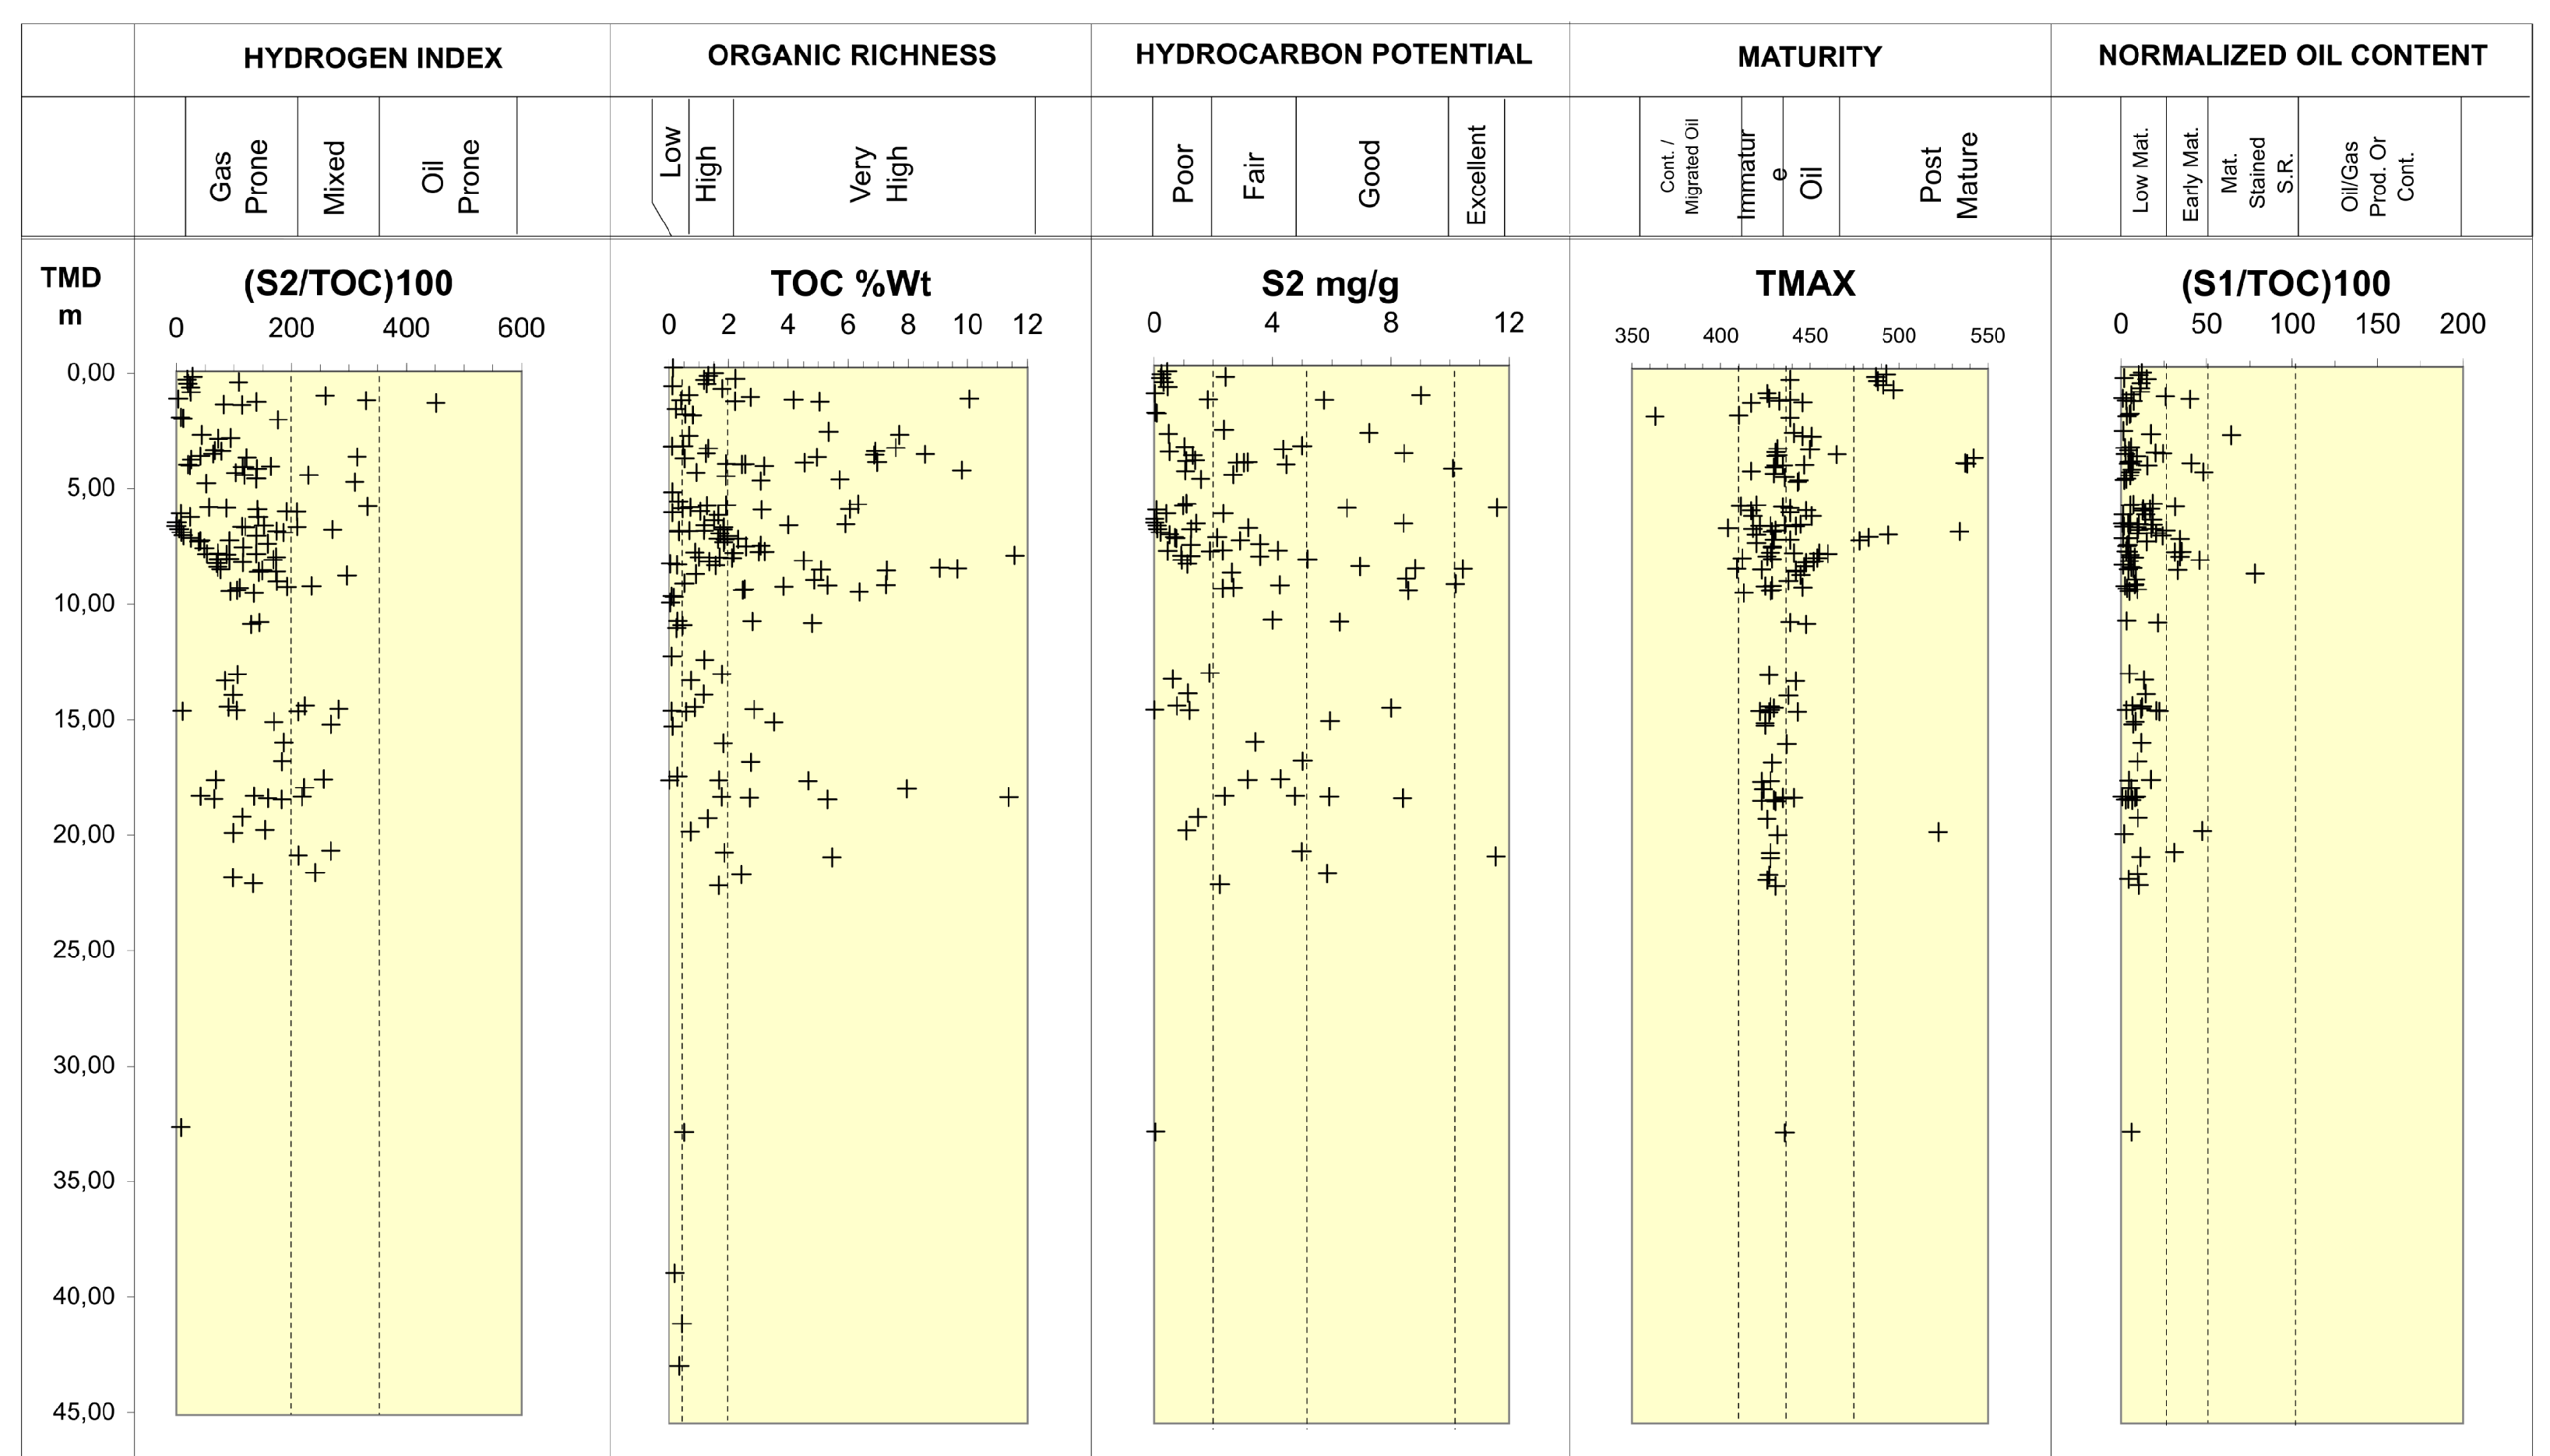 HYDROGEN INDEX
ORGANIC RICHNESS
HYDROCARBON POTENTIAL
MATURITY
NORMALIZED OIL CONTENT
Gas
Prone
Mixed
Oil
Prone
Low
High
Very
High
Poor
Fair
Good
Excellent
Cont. /
Migrated Oil
Immatur
e
Oil
Post
Mature
Low Mat.
Early Mat.
Mat.
Stained
S.R.
Oil/Gas
Prod. Or
Cont.
TMD
m
(S2/TOC)100
TOC %Wt
S2 mg/g
TMAX
(S1/TOC)100
0 200 400 600
0 2 4 6 8 10 12
0 4 8 12
350 400 450 500 550
0 50 100 150 200
0,00
5,00
10,00
15,00
20,00
25,00
30,00
35,00
40,00
45,00